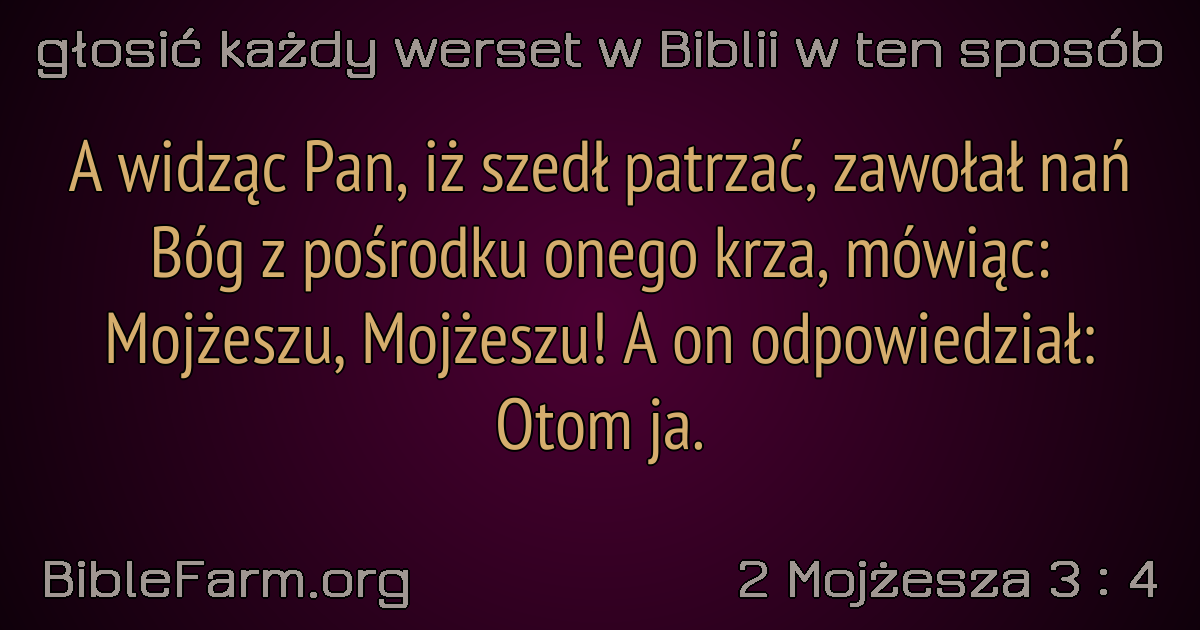 głosić każdy werset w Biblii w ten sposób
A widząc Pan, iż szedł patrzać, zawołał nań
Bóg z pośrodku onego krza, mówiąc:
Mojżeszu, Mojżeszu! A on odpowiedział:
Otom ja.
BibleFarm.org
2 Mojżesza 3 : 4